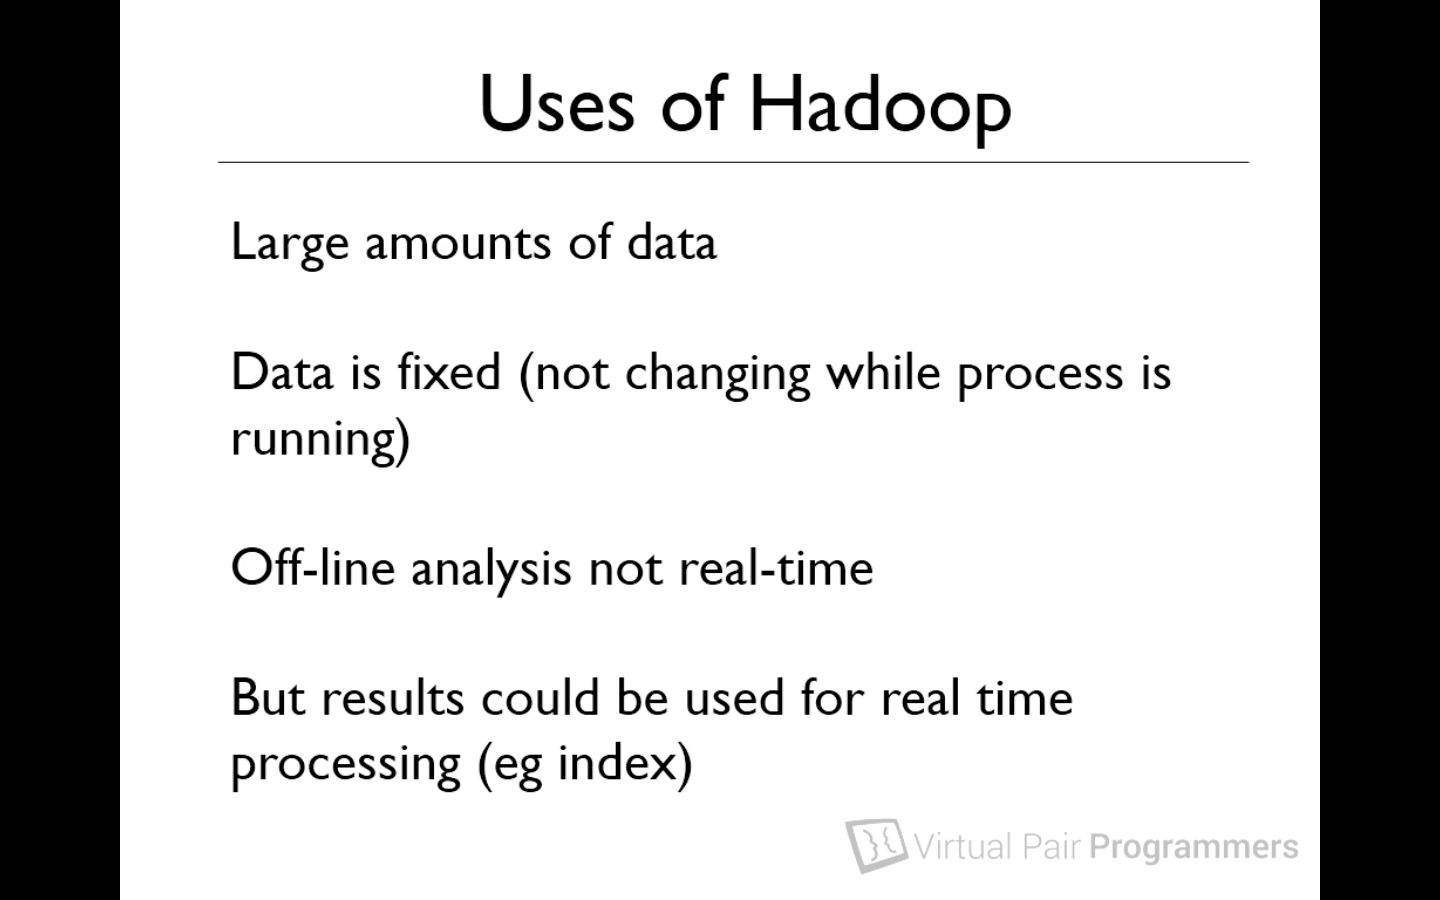 Uses of Hadoop
Large amounts of data
Data is fixed (not changing while process is
running)
Off-line analysis not real-time
But results could be used for real time
processing (eg index)
Virtual Pair Programmers